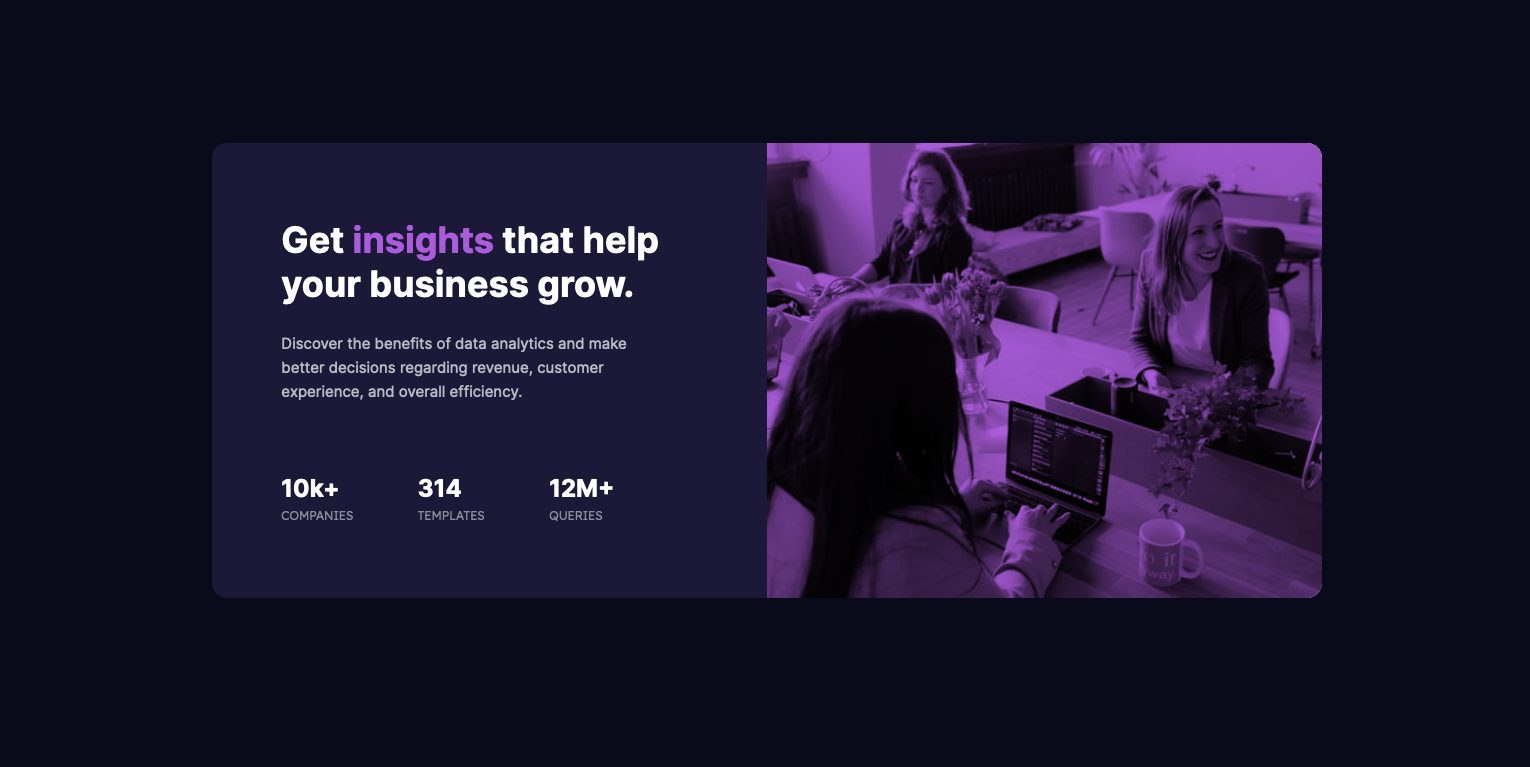 Get insights that help
your business grow.
Discover the benefits of data analytics and make
better decisions regarding revenue, customer
experience, and overall efficiency.
10k+ 314 12M+
COMPANIES TEMPLATES QUERIES